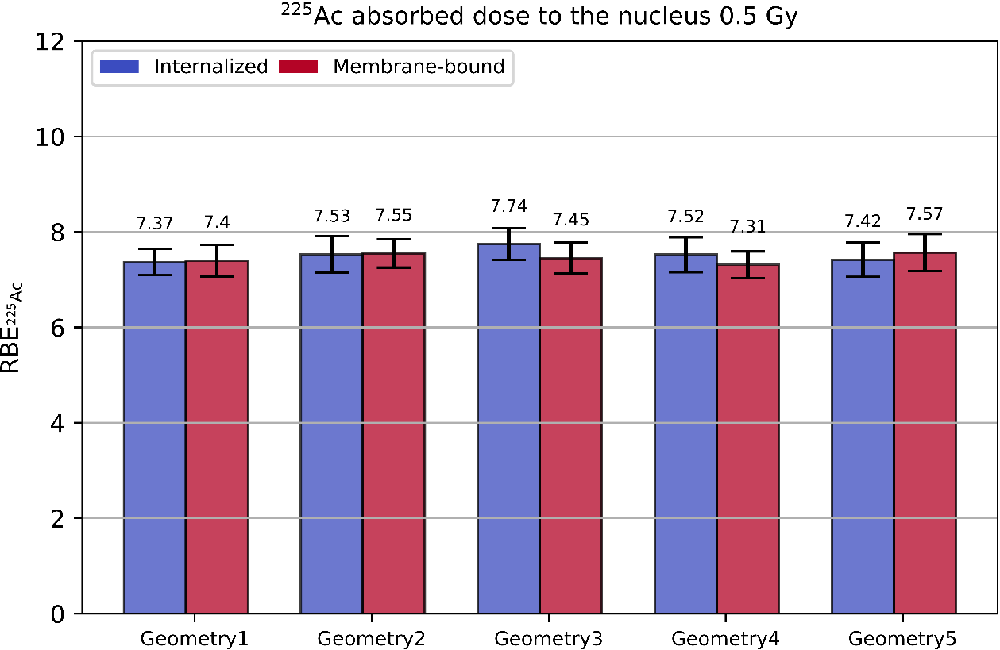 ²²⁵Ac absorbed dose to the nucleus 0.5 Gy
Internalized Membrane-bound
12
10
8
6
4
2
0
RBE²²⁵Ac
7.37 7.4 7.53 7.55 7.74 7.45 7.52 7.31 7.42 7.57
Geometry1 Geometry2 Geometry3 Geometry4 Geometry5